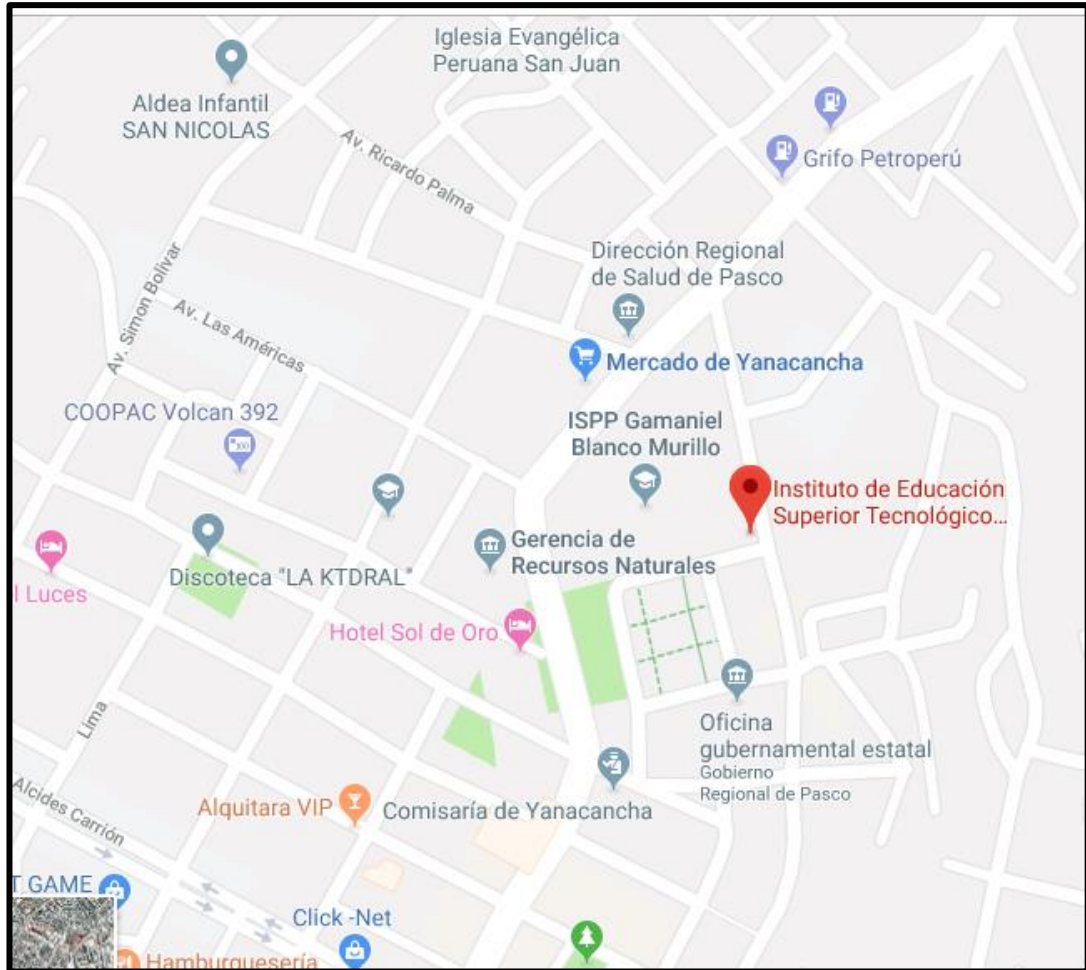 Iglesia Evangélica
Peruana San Juan
Aldea Infantil
SAN NICOLAS
Av. Ricardo Palma
Grifo Petroperú
Dirección Regional
de Salud de Pasco
Av. Simon Bolivar
Av. Las Américas
Mercado de Yanacancha
COOPAC Volcan 392
ISPP Gamaniel
Blanco Murillo
Instituto de Educación
Superior Tecnológico...
Gerencia de
Recursos Naturales
Discoteca "LA KTDRAL"
l Luces
Hotel Sol de Oro
Lima
Oficina
gubernamental estatal
Gobierno
Regional de Pasco
Alcides Carrión
Alquitara VIP
Comisaría de Yanacancha
T GAME
Click -Net
Hamburguesería